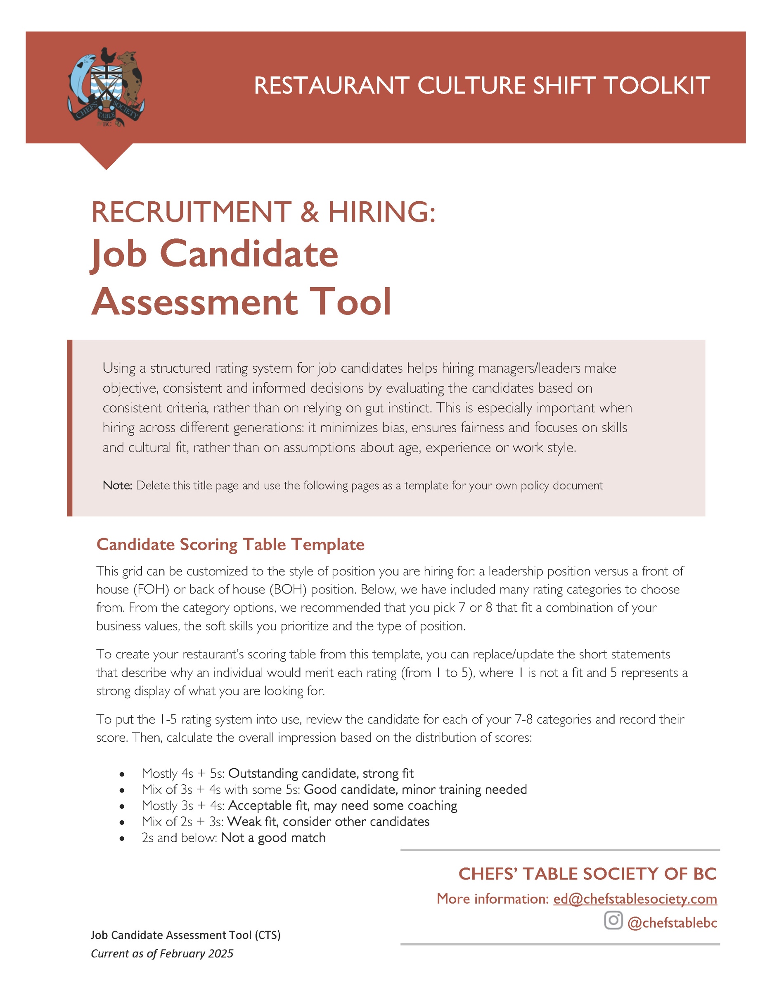 CHEFS' TABLE SOCIETY
BC
RESTAURANT CULTURE SHIFT TOOLKIT
RECRUITMENT & HIRING:
Job Candidate
Assessment Tool
Using a structured rating system for job candidates helps hiring managers/leaders make
objective, consistent and informed decisions by evaluating the candidates based on
consistent criteria, rather than on relying on gut instinct. This is especially important when
hiring across different generations: it minimizes bias, ensures fairness and focuses on skills
and cultural fit, rather than on assumptions about age, experience or work style.
Note: Delete this title page and use the following pages as a template for your own policy document
Candidate Scoring Table Template
This grid can be customized to the style of position you are hiring for: a leadership position versus a front of
house (FOH) or back of house (BOH) position. Below, we have included many rating categories to choose
from. From the category options, we recommended that you pick 7 or 8 that fit a combination of your
business values, the soft skills you prioritize and the type of position.
To create your restaurant’s scoring table from this template, you can replace/update the short statements
that describe why an individual would merit each rating (from 1 to 5), where 1 is not a fit and 5 represents a
strong display of what you are looking for.
To put the 1-5 rating system into use, review the candidate for each of your 7-8 categories and record their
score. Then, calculate the overall impression based on the distribution of scores:
• Mostly 4s + 5s: Outstanding candidate, strong fit
• Mix of 3s + 4s with some 5s: Good candidate, minor training needed
• Mostly 3s + 4s: Acceptable fit, may need some coaching
• Mix of 2s + 3s: Weak fit, consider other candidates
• 2s and below: Not a good match
CHEFS’ TABLE SOCIETY OF BC
More information: ed@chefstablesociety.com
@chefstablebc
Job Candidate Assessment Tool (CTS)
Current as of February 2025